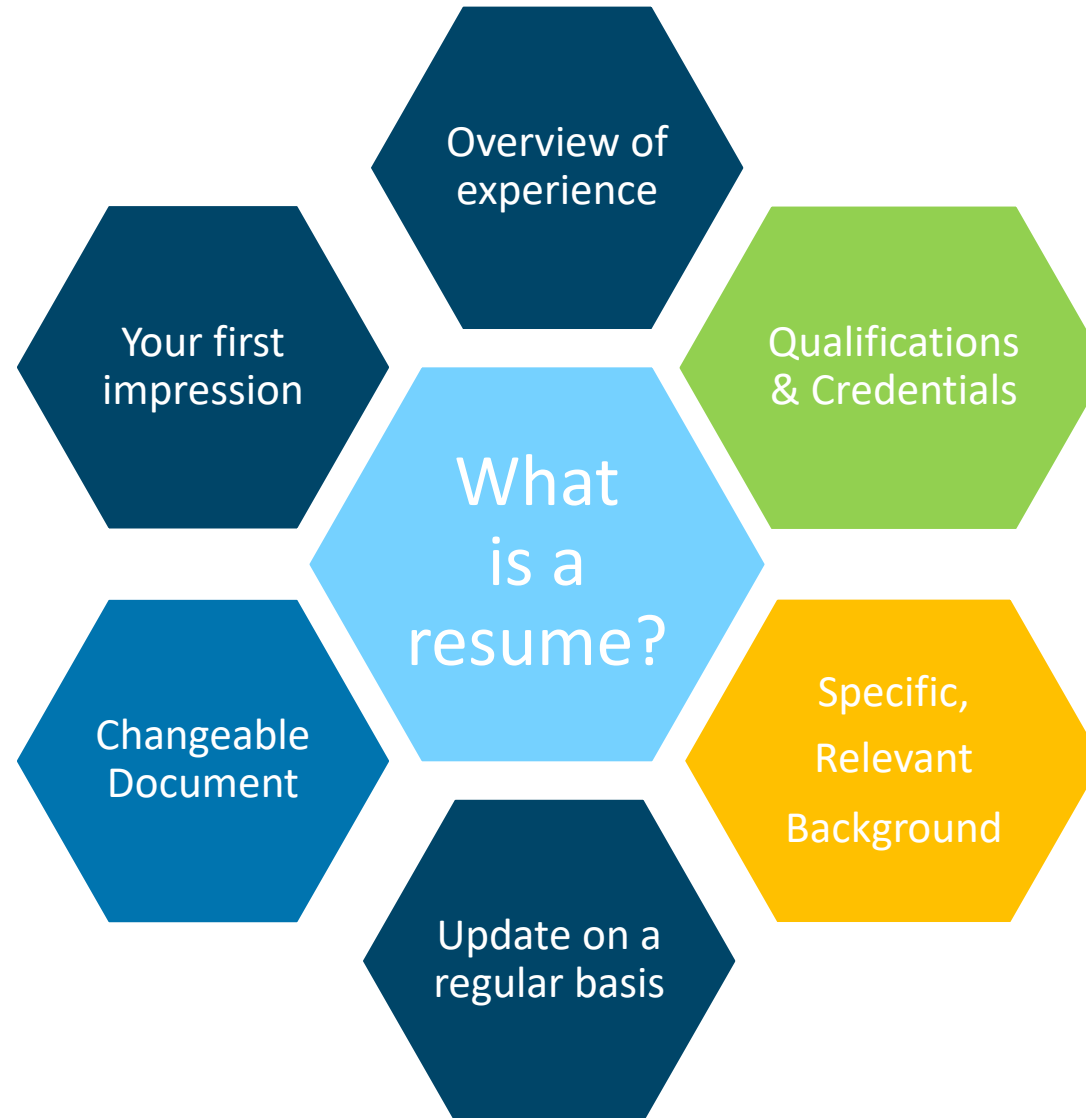 Overview of
experience
Your first
impression
Qualifications
& Credentials
What
is a
resume?
Changeable
Document
Specific,
Relevant
Background
Update on a
regular basis